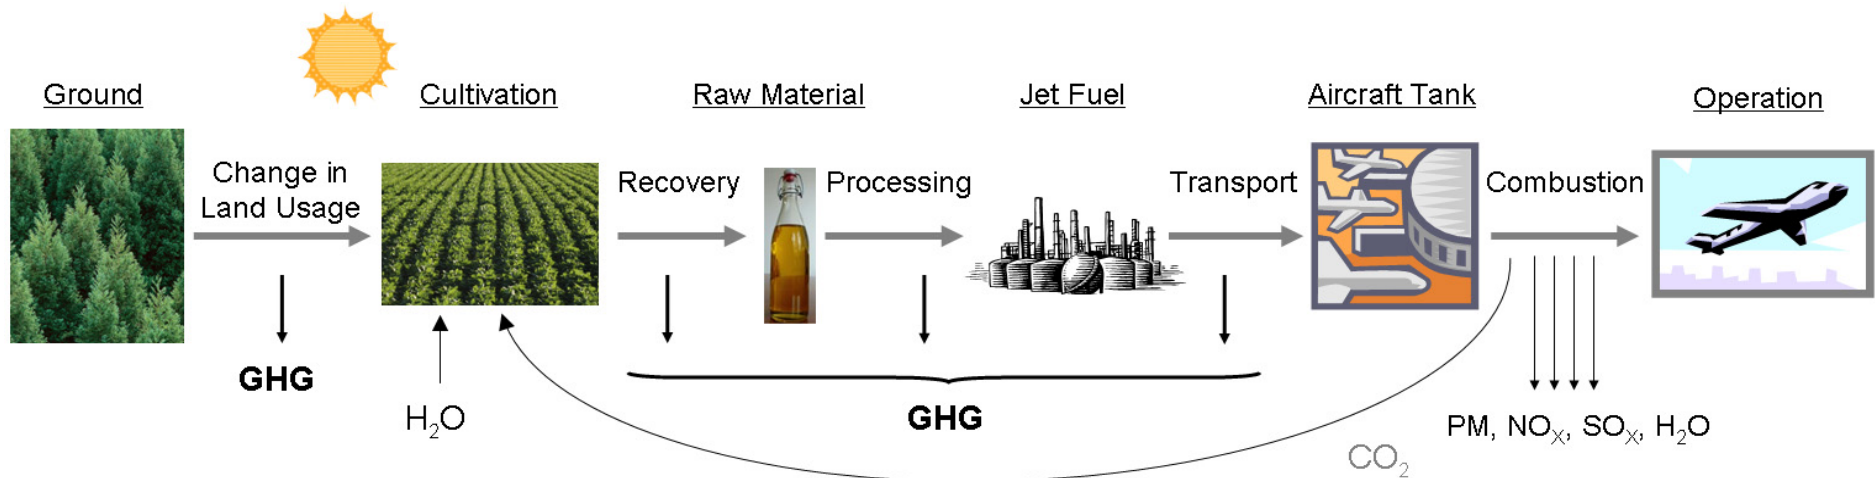 Ground
Cultivation
Raw Material
Jet Fuel
Aircraft Tank
Operation
Change in
Land Usage
Recovery
Processing
Transport
Combustion
GHG
H₂O
GHG
PM, NOₓ, SOₓ, H₂O
CO₂